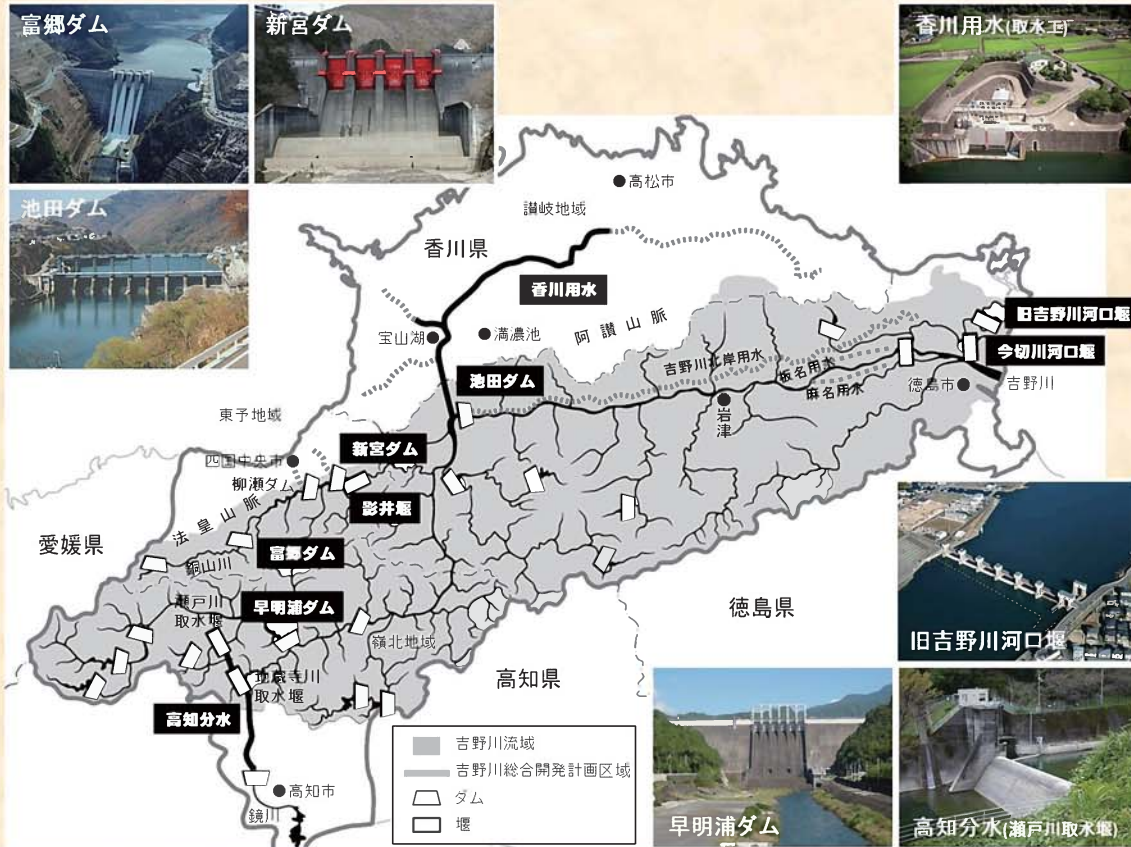 富郷ダム
新宮ダム
香川用水(取水工)
池田ダム
高松市
讃岐地域
香川県
香川用水
阿讃山脈
満濃池
宝山湖
旧吉野川河口堰
今切川河口堰
吉野川北岸用水
板名用水
麻名用水
徳島市
吉野川
池田ダム
岩津
東予地域
新宮ダム
四国中央市
柳瀬ダム
影井堰
法皇山脈
愛媛県
富郷ダム
銅山川
瀬戸川
取水堰
早明浦ダム
嶺北地域
徳島県
旧吉野川河口堰
地蔵寺川
取水堰
高知県
高知分水
吉野川流域
吉野川総合開発計画区域
ダム
堰
高知市
鏡川
早明浦ダム
高知分水(瀬戸川取水堰)